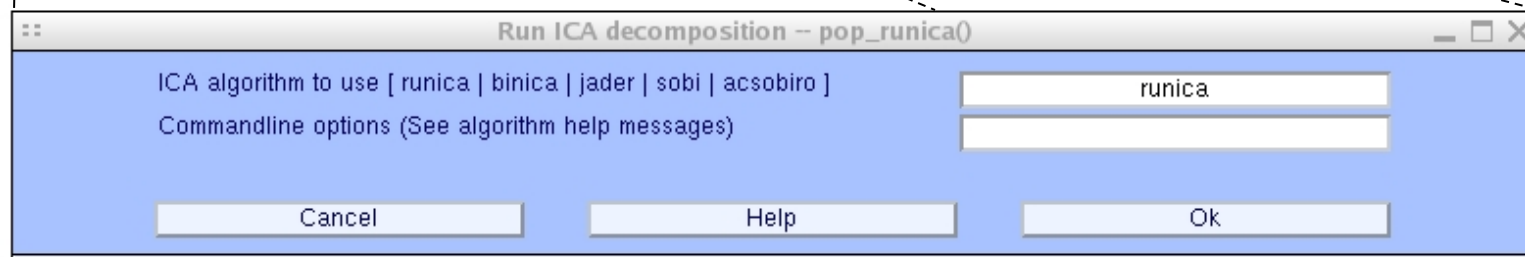 Run ICA decomposition -- pop_runica()
ICA algorithm to use [ runica | binica | jader | sobi | acsobiro ] runica
Commandline options (See algorithm help messages)
Cancel Help Ok